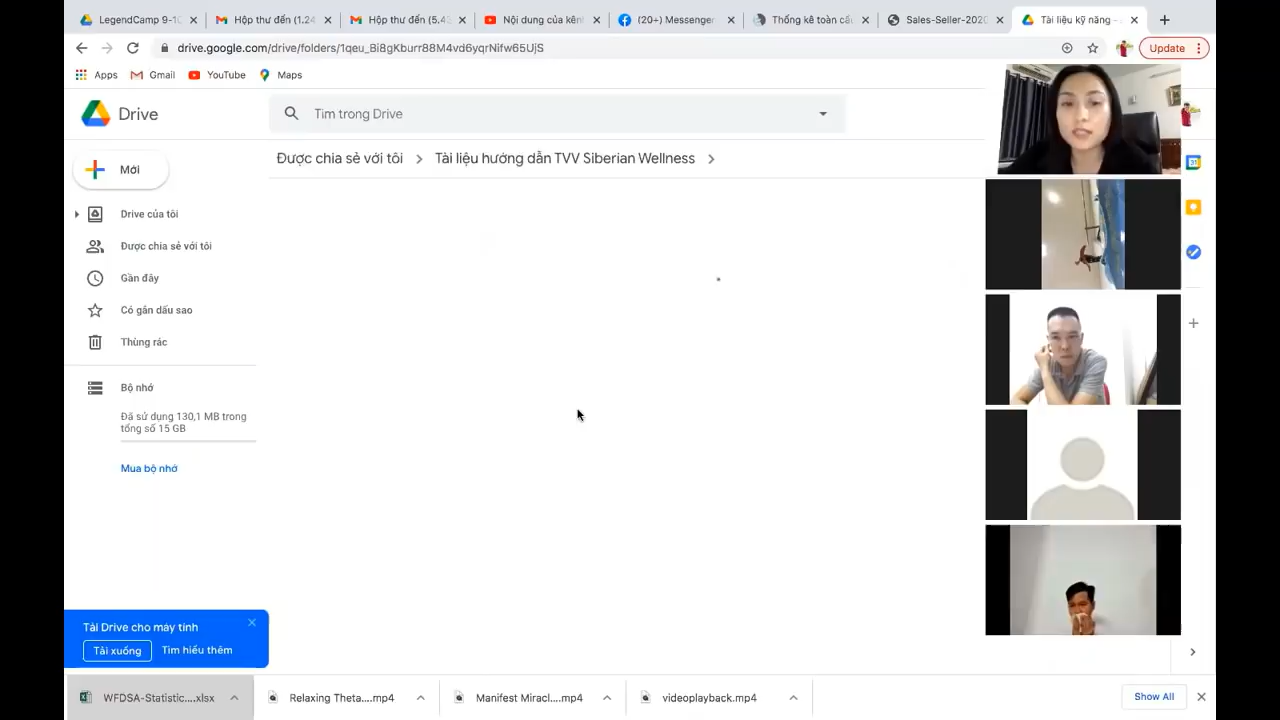 LegendCamp 9-10
Hộp thư đến (1.24
Hộp thư đến (5.43
Nội dung của kên
(20+) Messenger
Thống kê toàn cầ
Sales-Seller-2020
Tài liệu kỹ năng -
drive.google.com/drive/folders/1qeu_Bi8gKburr88M4vd6yqrNifw65UjS
Update
Apps
Gmail
YouTube
Maps
Drive
Tìm trong Drive
Mới
Được chia sẻ với tôi
Tài liệu hướng dẫn TVV Siberian Wellness
Drive của tôi
Được chia sẻ với tôi
Gần đây
Có gắn dấu sao
Thùng rác
Bộ nhớ
Đã sử dụng 130,1 MB trong
tổng số 15 GB
Mua bộ nhớ
Tải Drive cho máy tính
Tải xuống
Tìm hiểu thêm
WFDSA-Statistic....xlsx
Relaxing Theta....mp4
Manifest Miracl....mp4
videoplayback.mp4
Show All